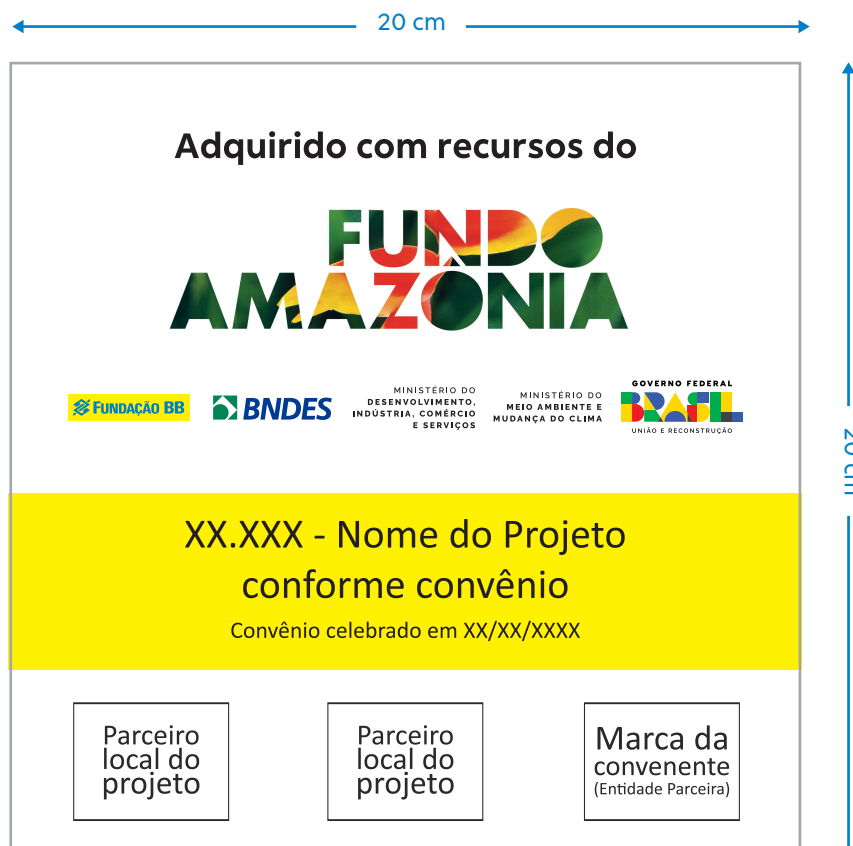 20 cm
Adquirido com recursos do
FUNDO
AMAZÔNIA
FUNDAÇÃO BB
BNDES
MINISTÉRIO DO
DESENVOLVIMENTO,
INDÚSTRIA, COMÉRCIO
E SERVIÇOS
MINISTÉRIO DO
MEIO AMBIENTE E
MUDANÇA DO CLIMA
GOVERNO FEDERAL
BRASIL
UNIÃO E RECONSTRUÇÃO
20 cm
XX.XXX - Nome do Projeto
conforme convênio
Convênio celebrado em XX/XX/XXXX
Parceiro
local do
projeto
Parceiro
local do
projeto
Marca da
convenente
(Entidade Parceira)